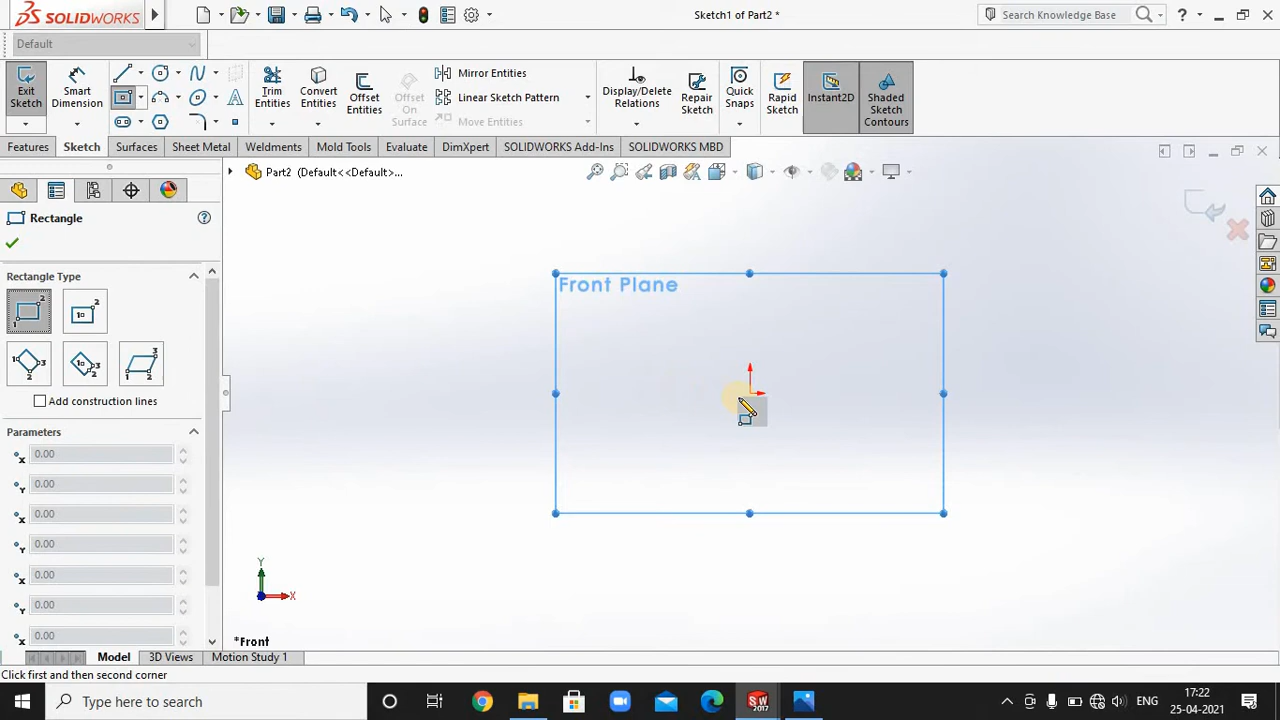 SOLIDWORKS
Sketch1 of Part2 *
Search Knowledge Base
?
Default
Exit Sketch
Smart Dimension
Trim Entities
Convert Entities
Offset Entities
Offset On Surface
Mirror Entities
Linear Sketch Pattern
Move Entities
Display/Delete Relations
Repair Sketch
Quick Snaps
Rapid Sketch
Instant2D
Shaded Sketch Contours
Features
Sketch
Surfaces
Sheet Metal
Weldments
Mold Tools
Evaluate
DimXpert
SOLIDWORKS Add-Ins
SOLIDWORKS MBD
Part2 (Default<<Default>...
Rectangle
?
Rectangle Type
Add construction lines
Parameters
x 0.00
Y 0.00
x 0.00
Y 0.00
x 0.00
Y 0.00
x 0.00
Front Plane
Y
X
*Front
Model
3D Views
Motion Study 1
Click first and then second corner
Type here to search
SW
2017
ENG
17:22
25-04-2021